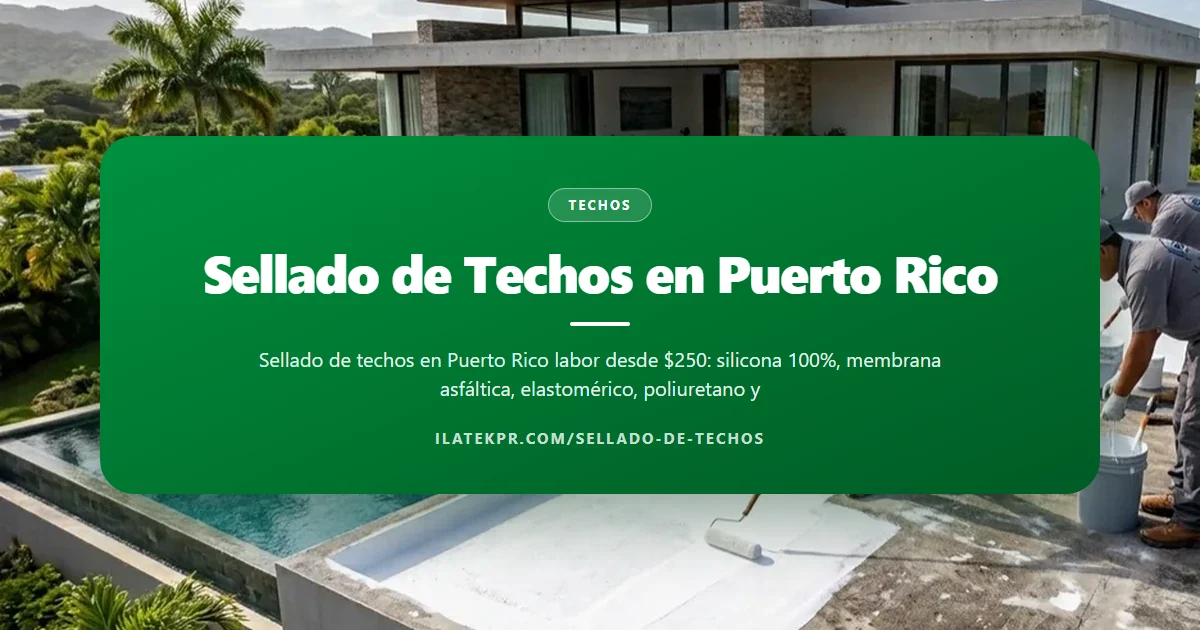 TECHOS
Sellado de Techos en Puerto Rico
Sellado de techos en Puerto Rico labor desde $250: silicona 100%, membrana
asfáltica, elastomérico, poliuretano y
ILATEKPR.COM/SELLADO-DE-TECHOS